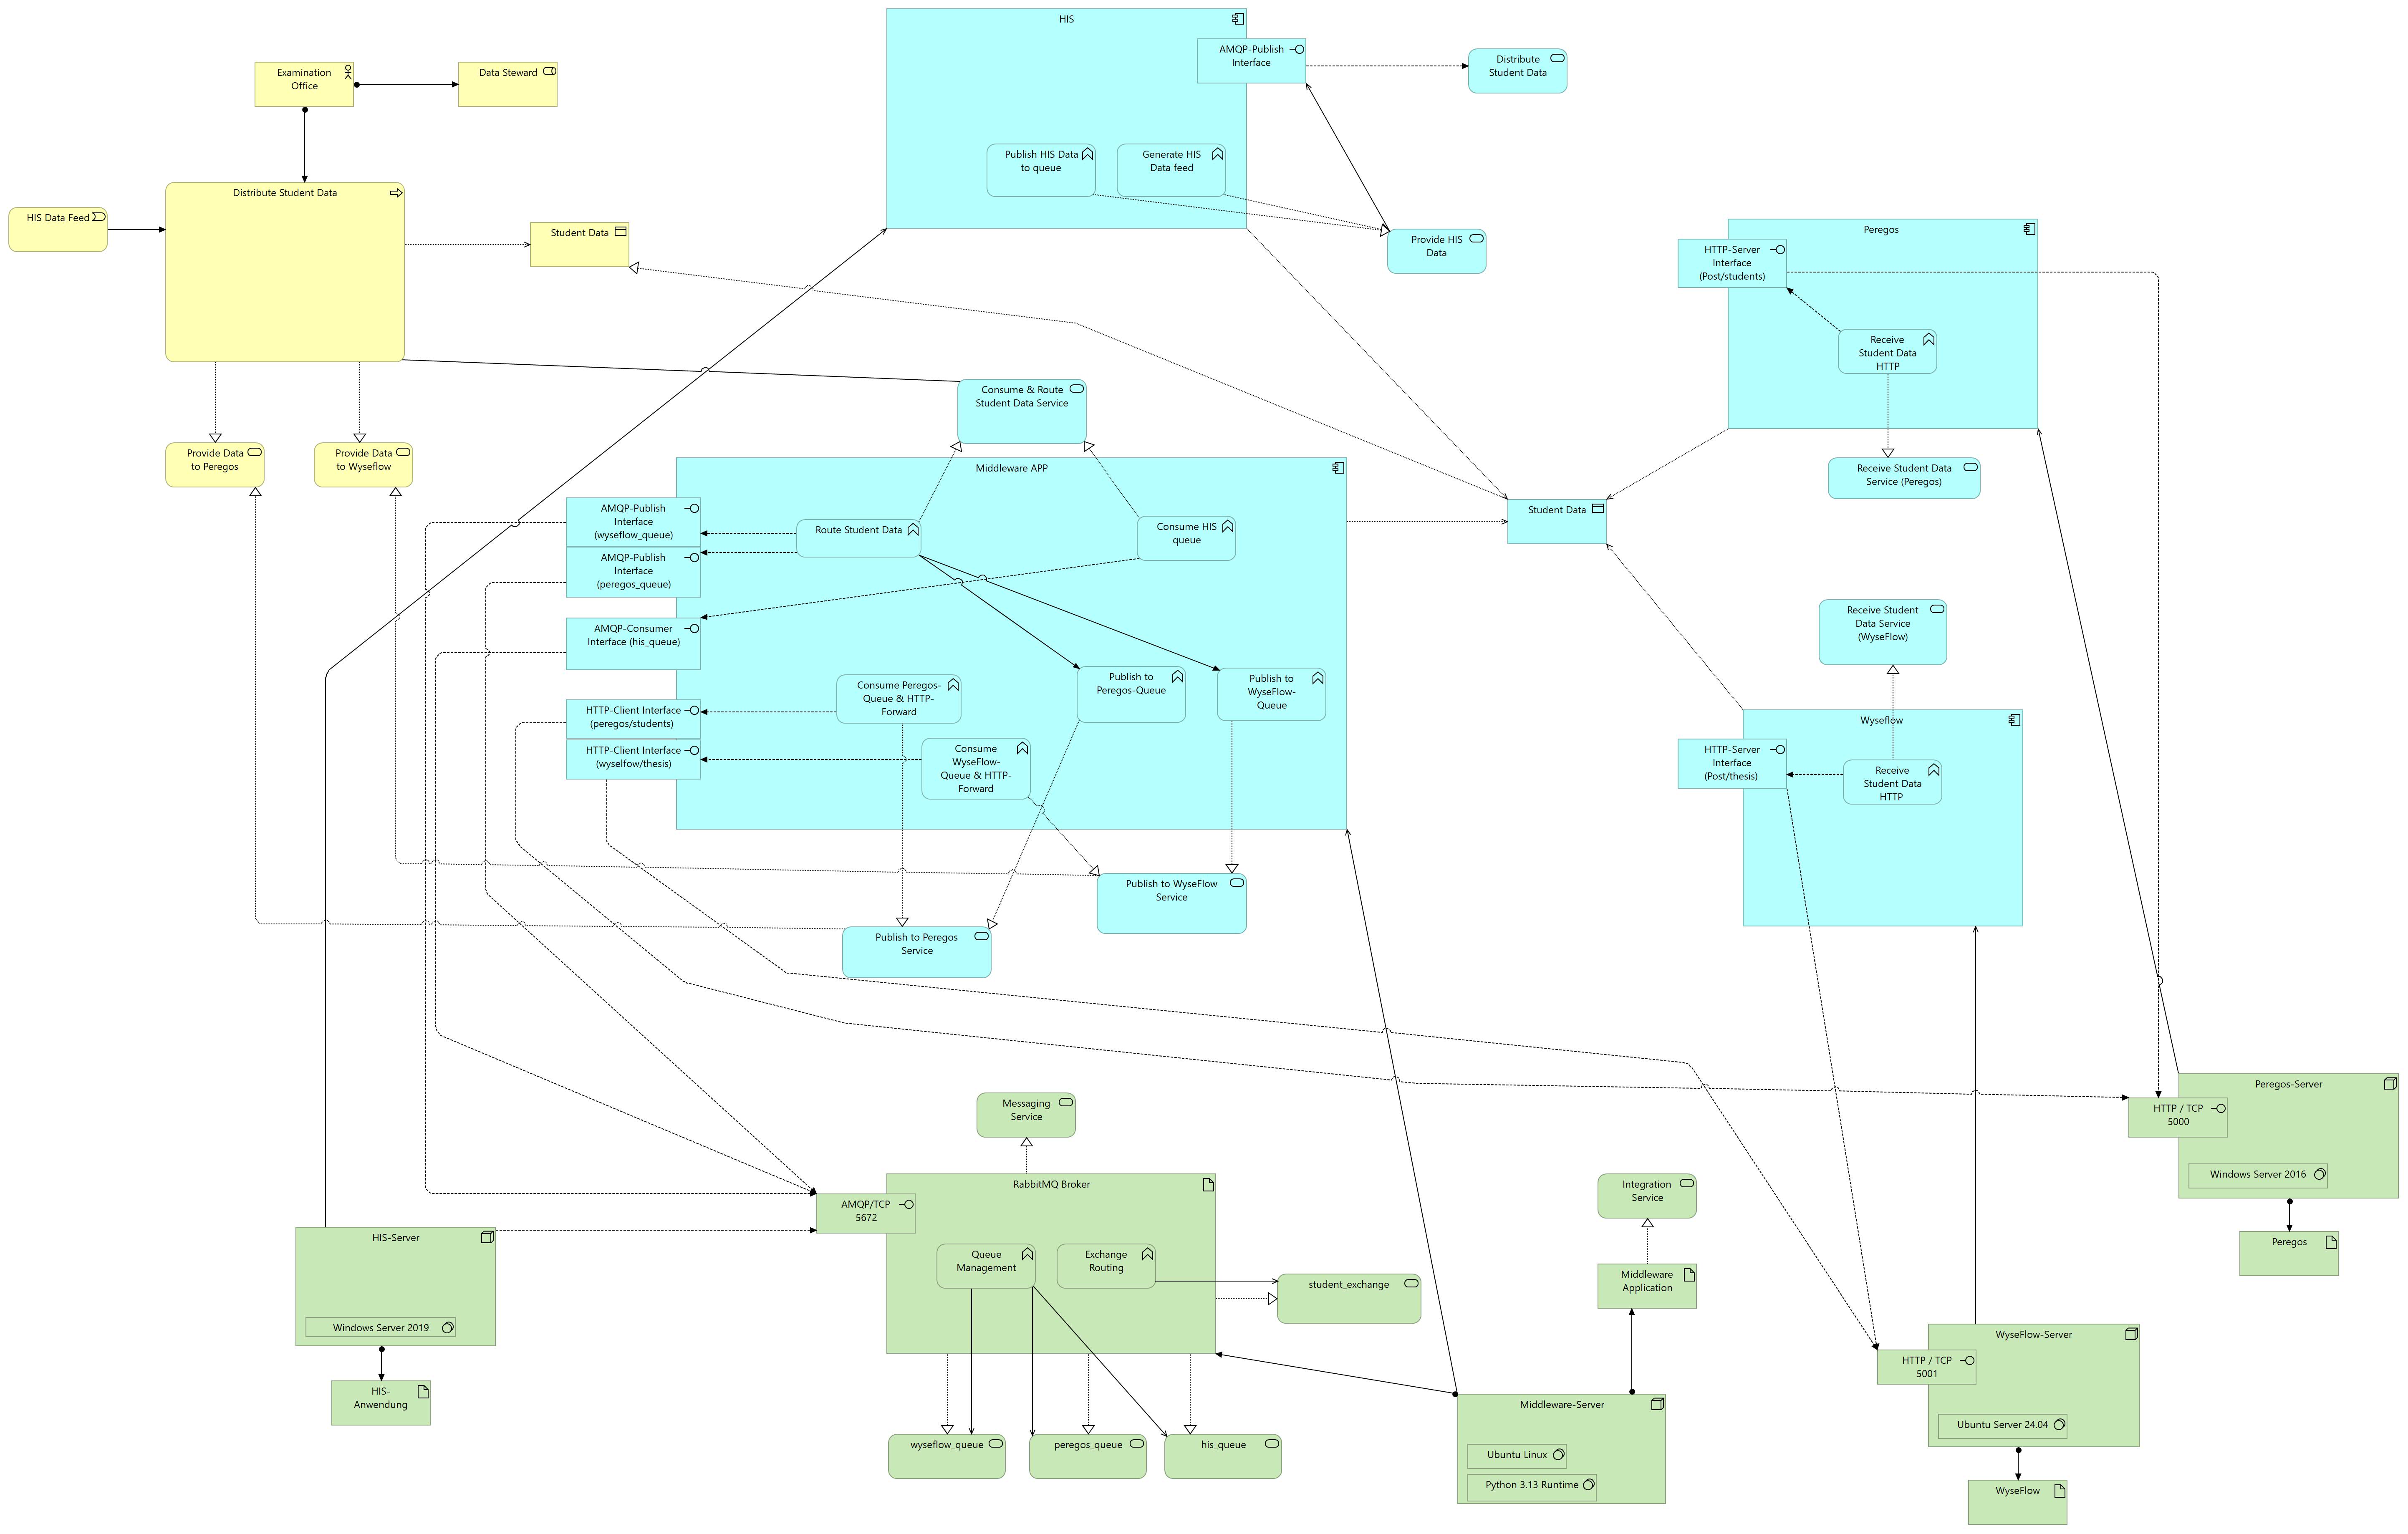 HIS
AMQP-Publish
Interface
Distribute
Student Data
Examination
Office
Data Steward
Publish HIS Data
to queue
Generate HIS
Data feed
Distribute Student Data
HIS Data Feed
Student Data
Provide HIS
Data
Peregos
HTTP-Server
Interface
(Post/students)
Receive
Student Data
HTTP
Consume & Route
Student Data Service
Provide Data
to Peregos
Provide Data
to Wyseflow
Receive Student Data
Service (Peregos)
Middleware APP
AMQP-Publish
Interface
(wyseflow_queue)
AMQP-Publish
Interface
(peregos_queue)
AMQP-Consumer
Interface (his_queue)
HTTP-Client Interface
(peregos/students)
HTTP-Client Interface
(wyselfow/thesis)
Route Student Data
Consume HIS
queue
Student Data
Consume Peregos-
Queue & HTTP-
Forward
Publish to
Peregos-Queue
Publish to
WyseFlow-
Queue
Consume
WyseFlow-
Queue & HTTP-
Forward
Receive Student
Data Service
(WyseFlow)
Wyseflow
HTTP-Server
Interface
(Post/thesis)
Receive
Student Data
HTTP
Publish to WyseFlow
Service
Publish to Peregos
Service
Messaging
Service
Peregos-Server
HTTP / TCP
5000
Windows Server 2016
Peregos
RabbitMQ Broker
AMQP/TCP
5672
Queue
Management
Exchange
Routing
student_exchange
Integration
Service
Middleware
Application
HIS-Server
Windows Server 2019
HIS-
Anwendung
WyseFlow-Server
HTTP / TCP
5001
Ubuntu Server 24.04
WyseFlow
Middleware-Server
Ubuntu Linux
Python 3.13 Runtime
wyseflow_queue
peregos_queue
his_queue